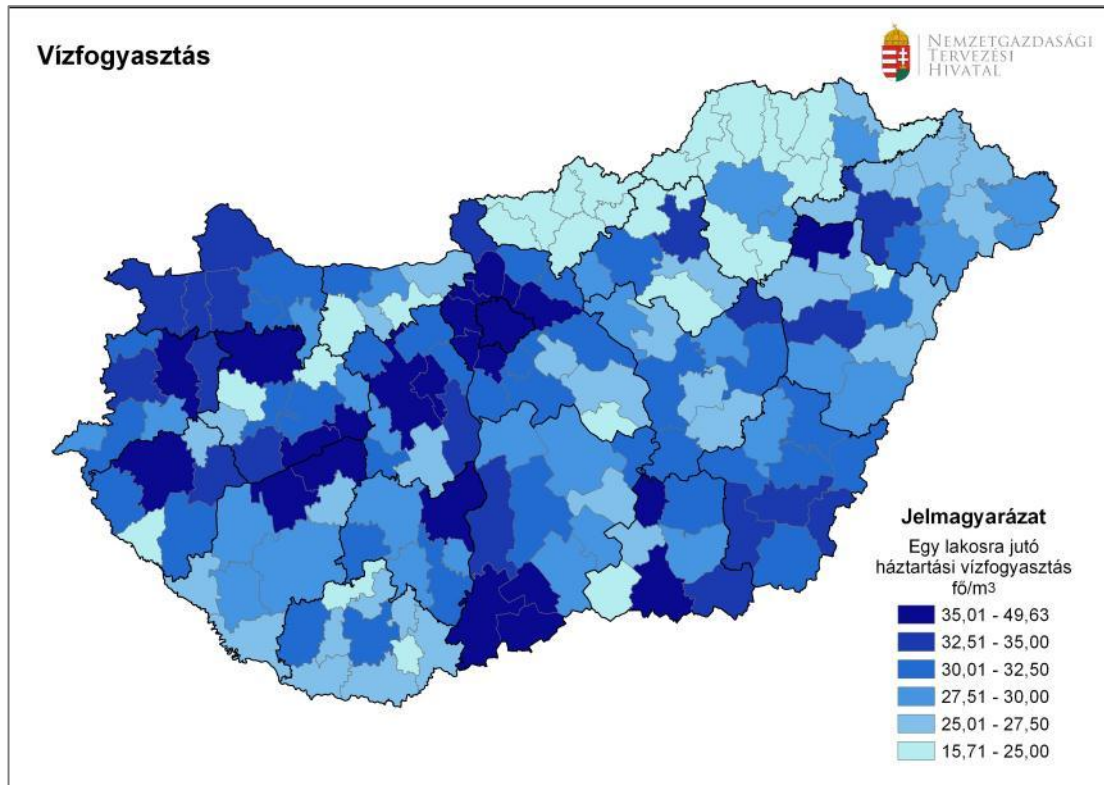 Vízfogyasztás
NEMZETGAZDASÁGI
TERVEZÉSI
HIVATAL
Jelmagyarázat
Egy lakosra jutó
háztartási vízfogyasztás
fő/m3
35,01 - 49,63
32,51 - 35,00
30,01 - 32,50
27,51 - 30,00
25,01 - 27,50
15,71 - 25,00